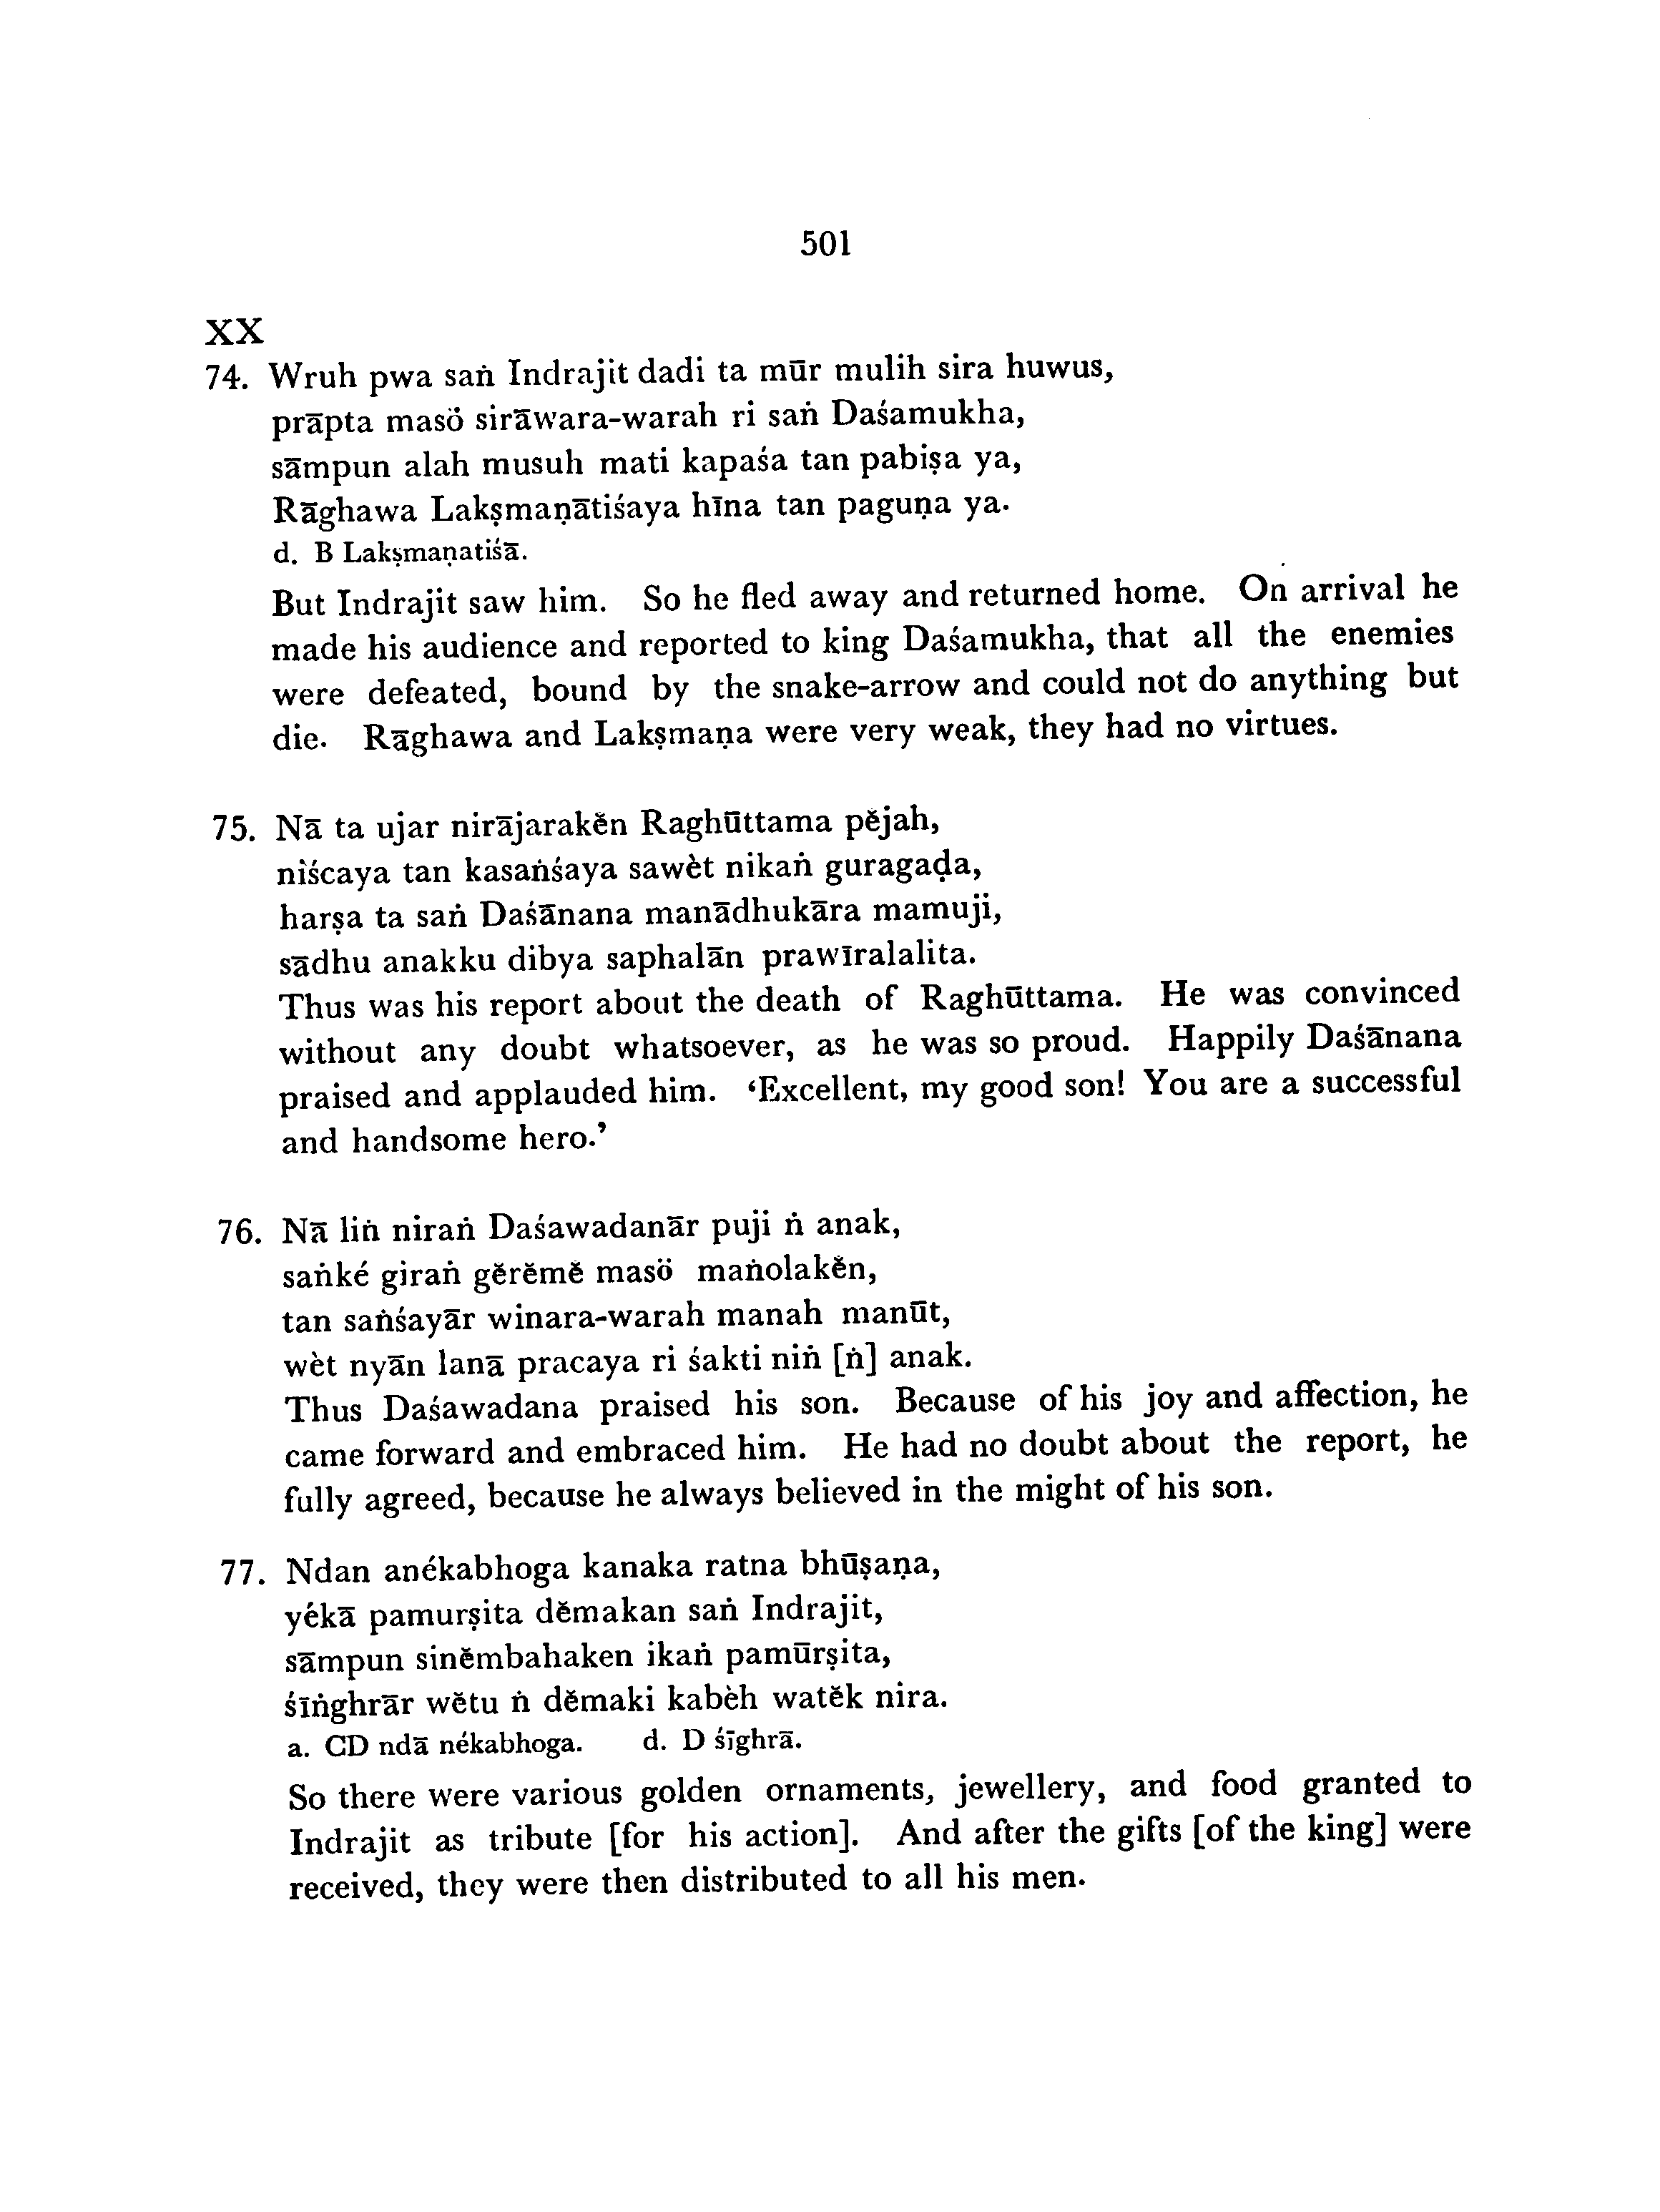 501
XX
74. Wruh pwa saṅ Indrajit dadi ta mūr mulih sira huwus,
prāpta masö sirāwara-warah ri saṅ Daśamukha,
sāmpun alah musuh mati kapaśa tan pabiṣa ya,
Rāghawa Lakṣmaṇātiśaya hīna tan paguṇa ya.
d. B Lakṣmaṇatiśā.
But Indrajit saw him. So he fled away and returned home. On arrival he
made his audience and reported to king Daśamukha, that all the enemies
were defeated, bound by the snake-arrow and could not do anything but
die. Rāghawa and Lakṣmaṇa were very weak, they had no virtues.
75. Nā ta ujar nirājarakĕn Raghūttama pĕjah,
niścaya tan kasaṅśaya sawèt nikaṅ guragaḍa,
harṣa ta saṅ Daśānana manādhukāra mamuji,
sādhu anakku dibya saphalān prawīralalita.
Thus was his report about the death of Raghūttama. He was convinced
without any doubt whatsoever, as he was so proud. Happily Daśānana
praised and applauded him. ‘Excellent, my good son! You are a successful
and handsome hero.’
76. Nā liṅ niraṅ Daśawadanār puji ṅ anak,
saṅké giraṅ gĕrĕmĕ masö maṅolakĕn,
tan saṅśayār winara-warah manah manūt,
wèt nyān lanā pracaya ri śakti niṅ [ṅ] anak.
Thus Daśawadana praised his son. Because of his joy and affection, he
came forward and embraced him. He had no doubt about the report, he
fully agreed, because he always believed in the might of his son.
77. Ndan anékabhoga kanaka ratna bhūṣaṇa,
yékā pamurṣita dĕmakan saṅ Indrajit,
sāmpun sinĕmbahaken ikaṅ pamūrṣita,
śīṅghrār wĕtu ṅ dĕmaki kabèh watĕk nira.
a. CD ndā nékabhoga. d. D śīghrā.
So there were various golden ornaments, jewellery, and food granted to
Indrajit as tribute [for his action]. And after the gifts [of the king] were
received, they were then distributed to all his men.